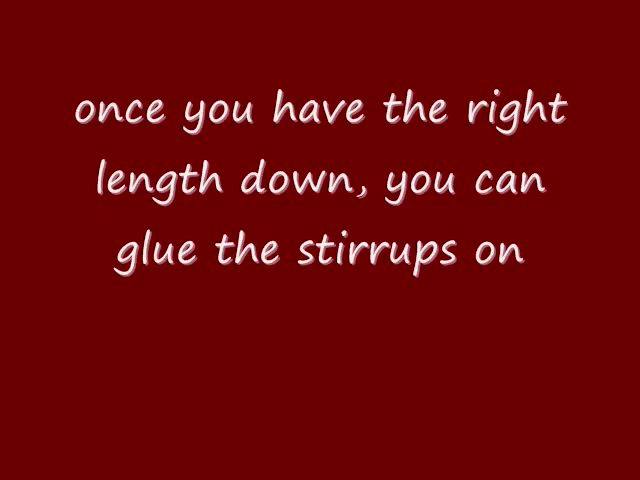 once you have the right
length down, you can
glue the stirrups on